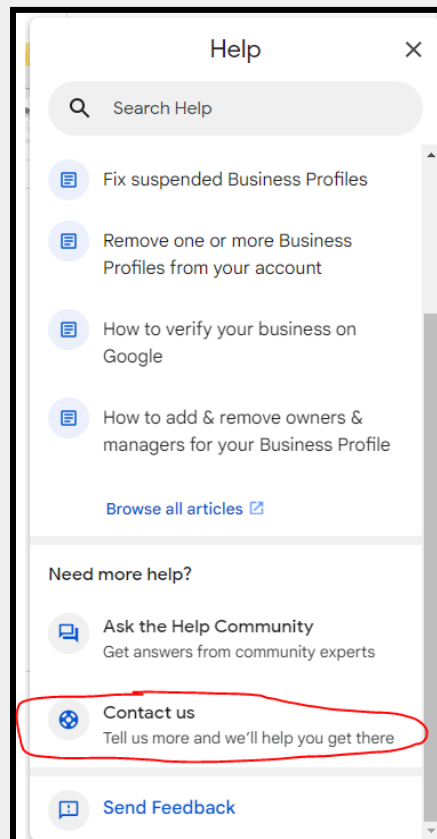 Help
Search Help
Fix suspended Business Profiles
Remove one or more Business
Profiles from your account
How to verify your business on
Google
How to add & remove owners &
managers for your Business Profile
Browse all articles
Need more help?
Ask the Help Community
Get answers from community experts
Contact us
Tell us more and we’ll help you get there
Send Feedback